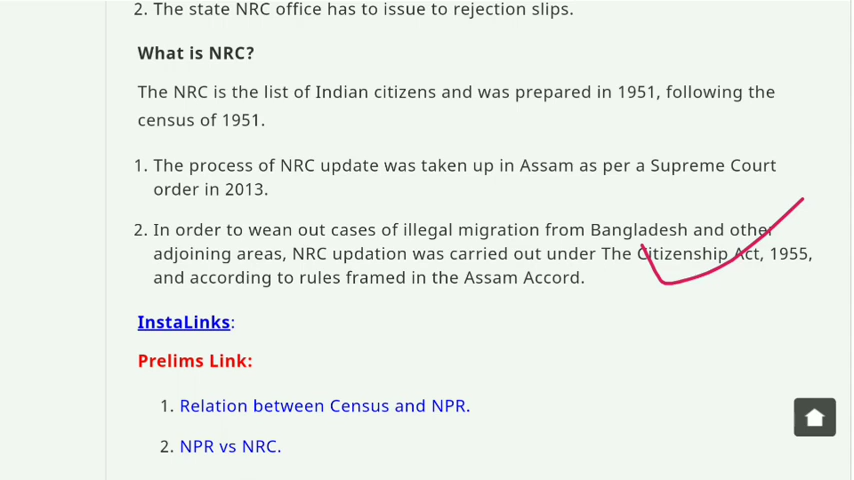 2. The state NRC office has to issue to rejection slips.
What is NRC?
The NRC is the list of Indian citizens and was prepared in 1951, following the
census of 1951.
1. The process of NRC update was taken up in Assam as per a Supreme Court
order in 2013.
2. In order to wean out cases of illegal migration from Bangladesh and other
adjoining areas, NRC updation was carried out under The Citizenship Act, 1955,
and according to rules framed in the Assam Accord.
InstaLinks:
Prelims Link:
1. Relation between Census and NPR.
2. NPR vs NRC.